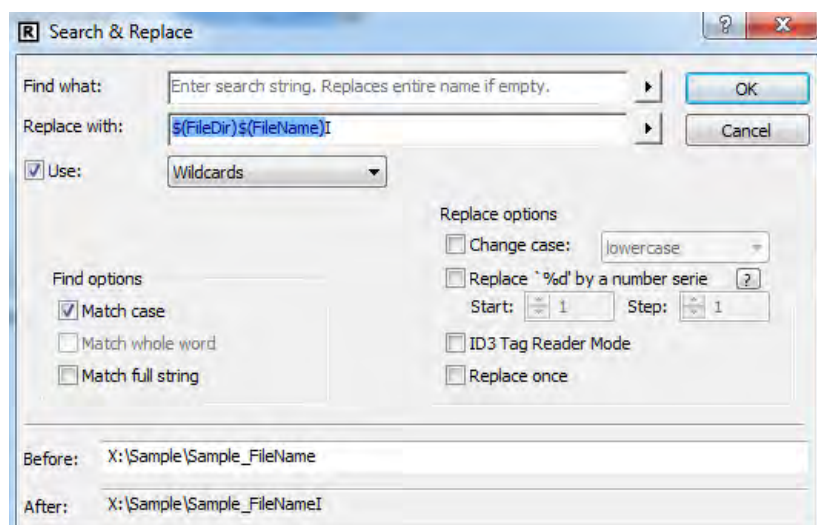 R Search & Replace
Find what: Enter search string. Replaces entire name if empty. OK
Replace with: $(FileDir)$(FileName)I Cancel
Use: Wildcards
Replace options
Change case: lowercase
Find options
Replace `%d' by a number serie ?
Match case
Start: 1 Step: 1
Match whole word
ID3 Tag Reader Mode
Match full string
Replace once
Before: X:\Sample\Sample_FileName
After: X:\Sample\Sample_FileNameI